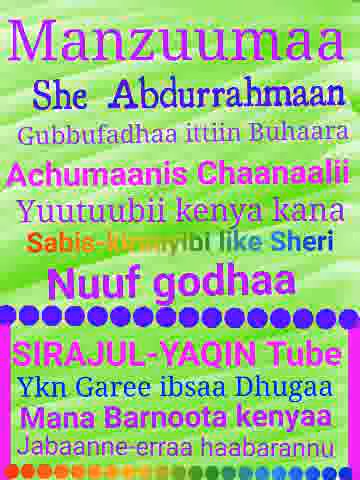 Manzuumaa
She Abdurrahmaan
Gubbufadhaa ittiin Buhaara
Achumaanis Chaanaalii
Yuutuubii kenya kana
like Sheri
Nuuf godhaa
SIRAJUL-YAQIN Tube
Ykn Garee ibsaa Dhugaa
Mana Barnoota kenyaa
Jabaanne-erraa haabarannu